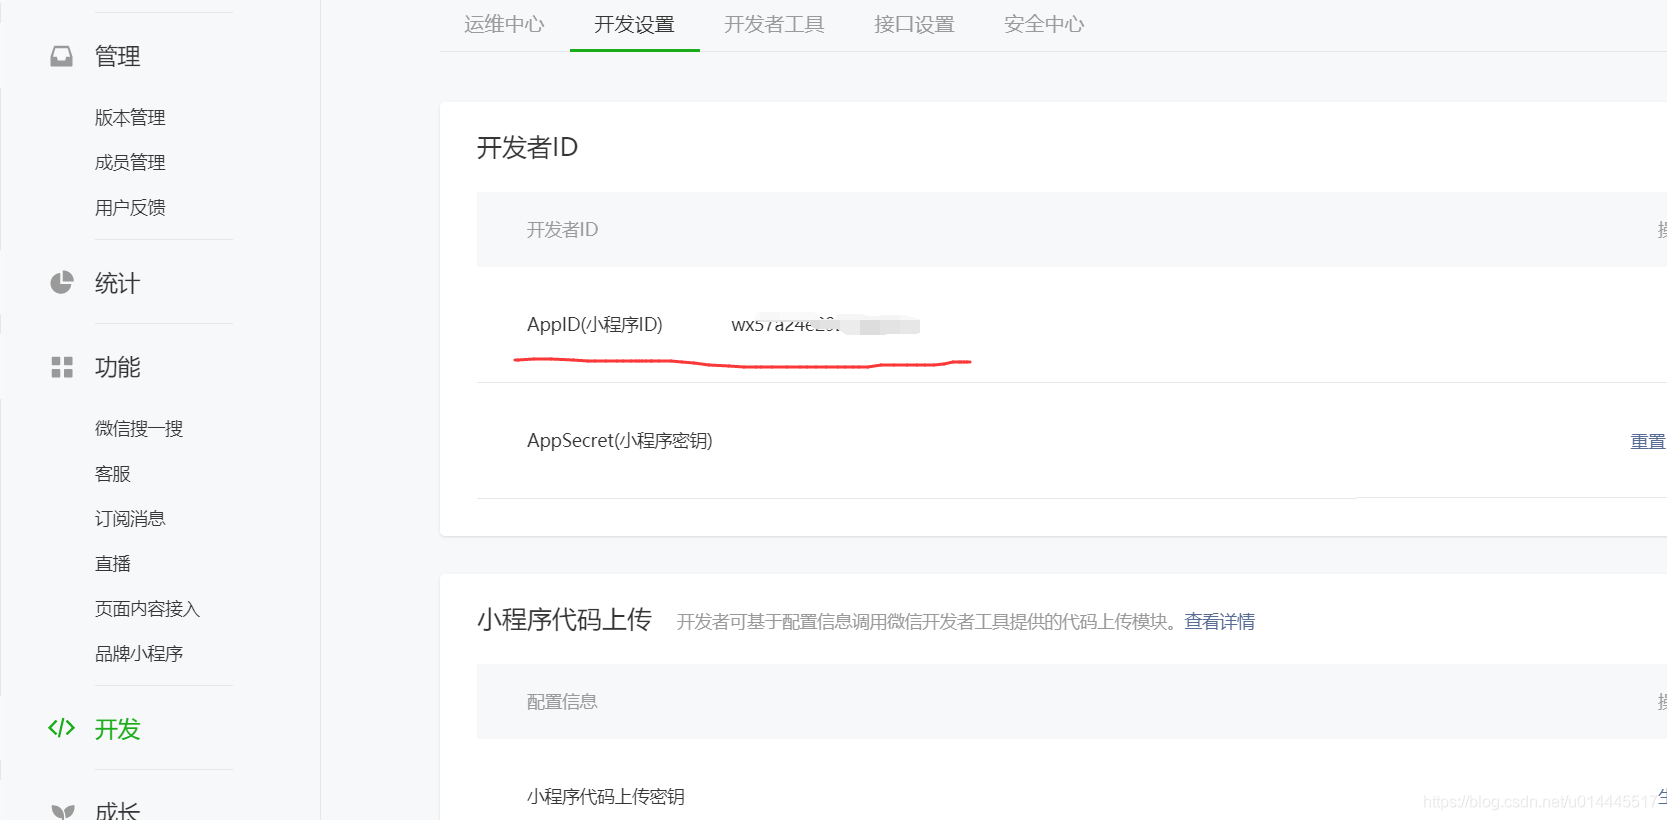 运维中心 开发设置 开发者工具 接口设置 安全中心
管理
版本管理
成员管理
用户反馈
统计
功能
微信搜一搜
客服
订阅消息
直播
页面内容接入
品牌小程序
开发
成长
开发者ID
开发者ID
AppID(小程序ID) wx57a24e
AppSecret(小程序密钥) 重置
小程序代码上传 开发者可基于配置信息调用微信开发者工具提供的代码上传模块。查看详情
配置信息
小程序代码上传密钥
https://blog.csdn.net/u014445517